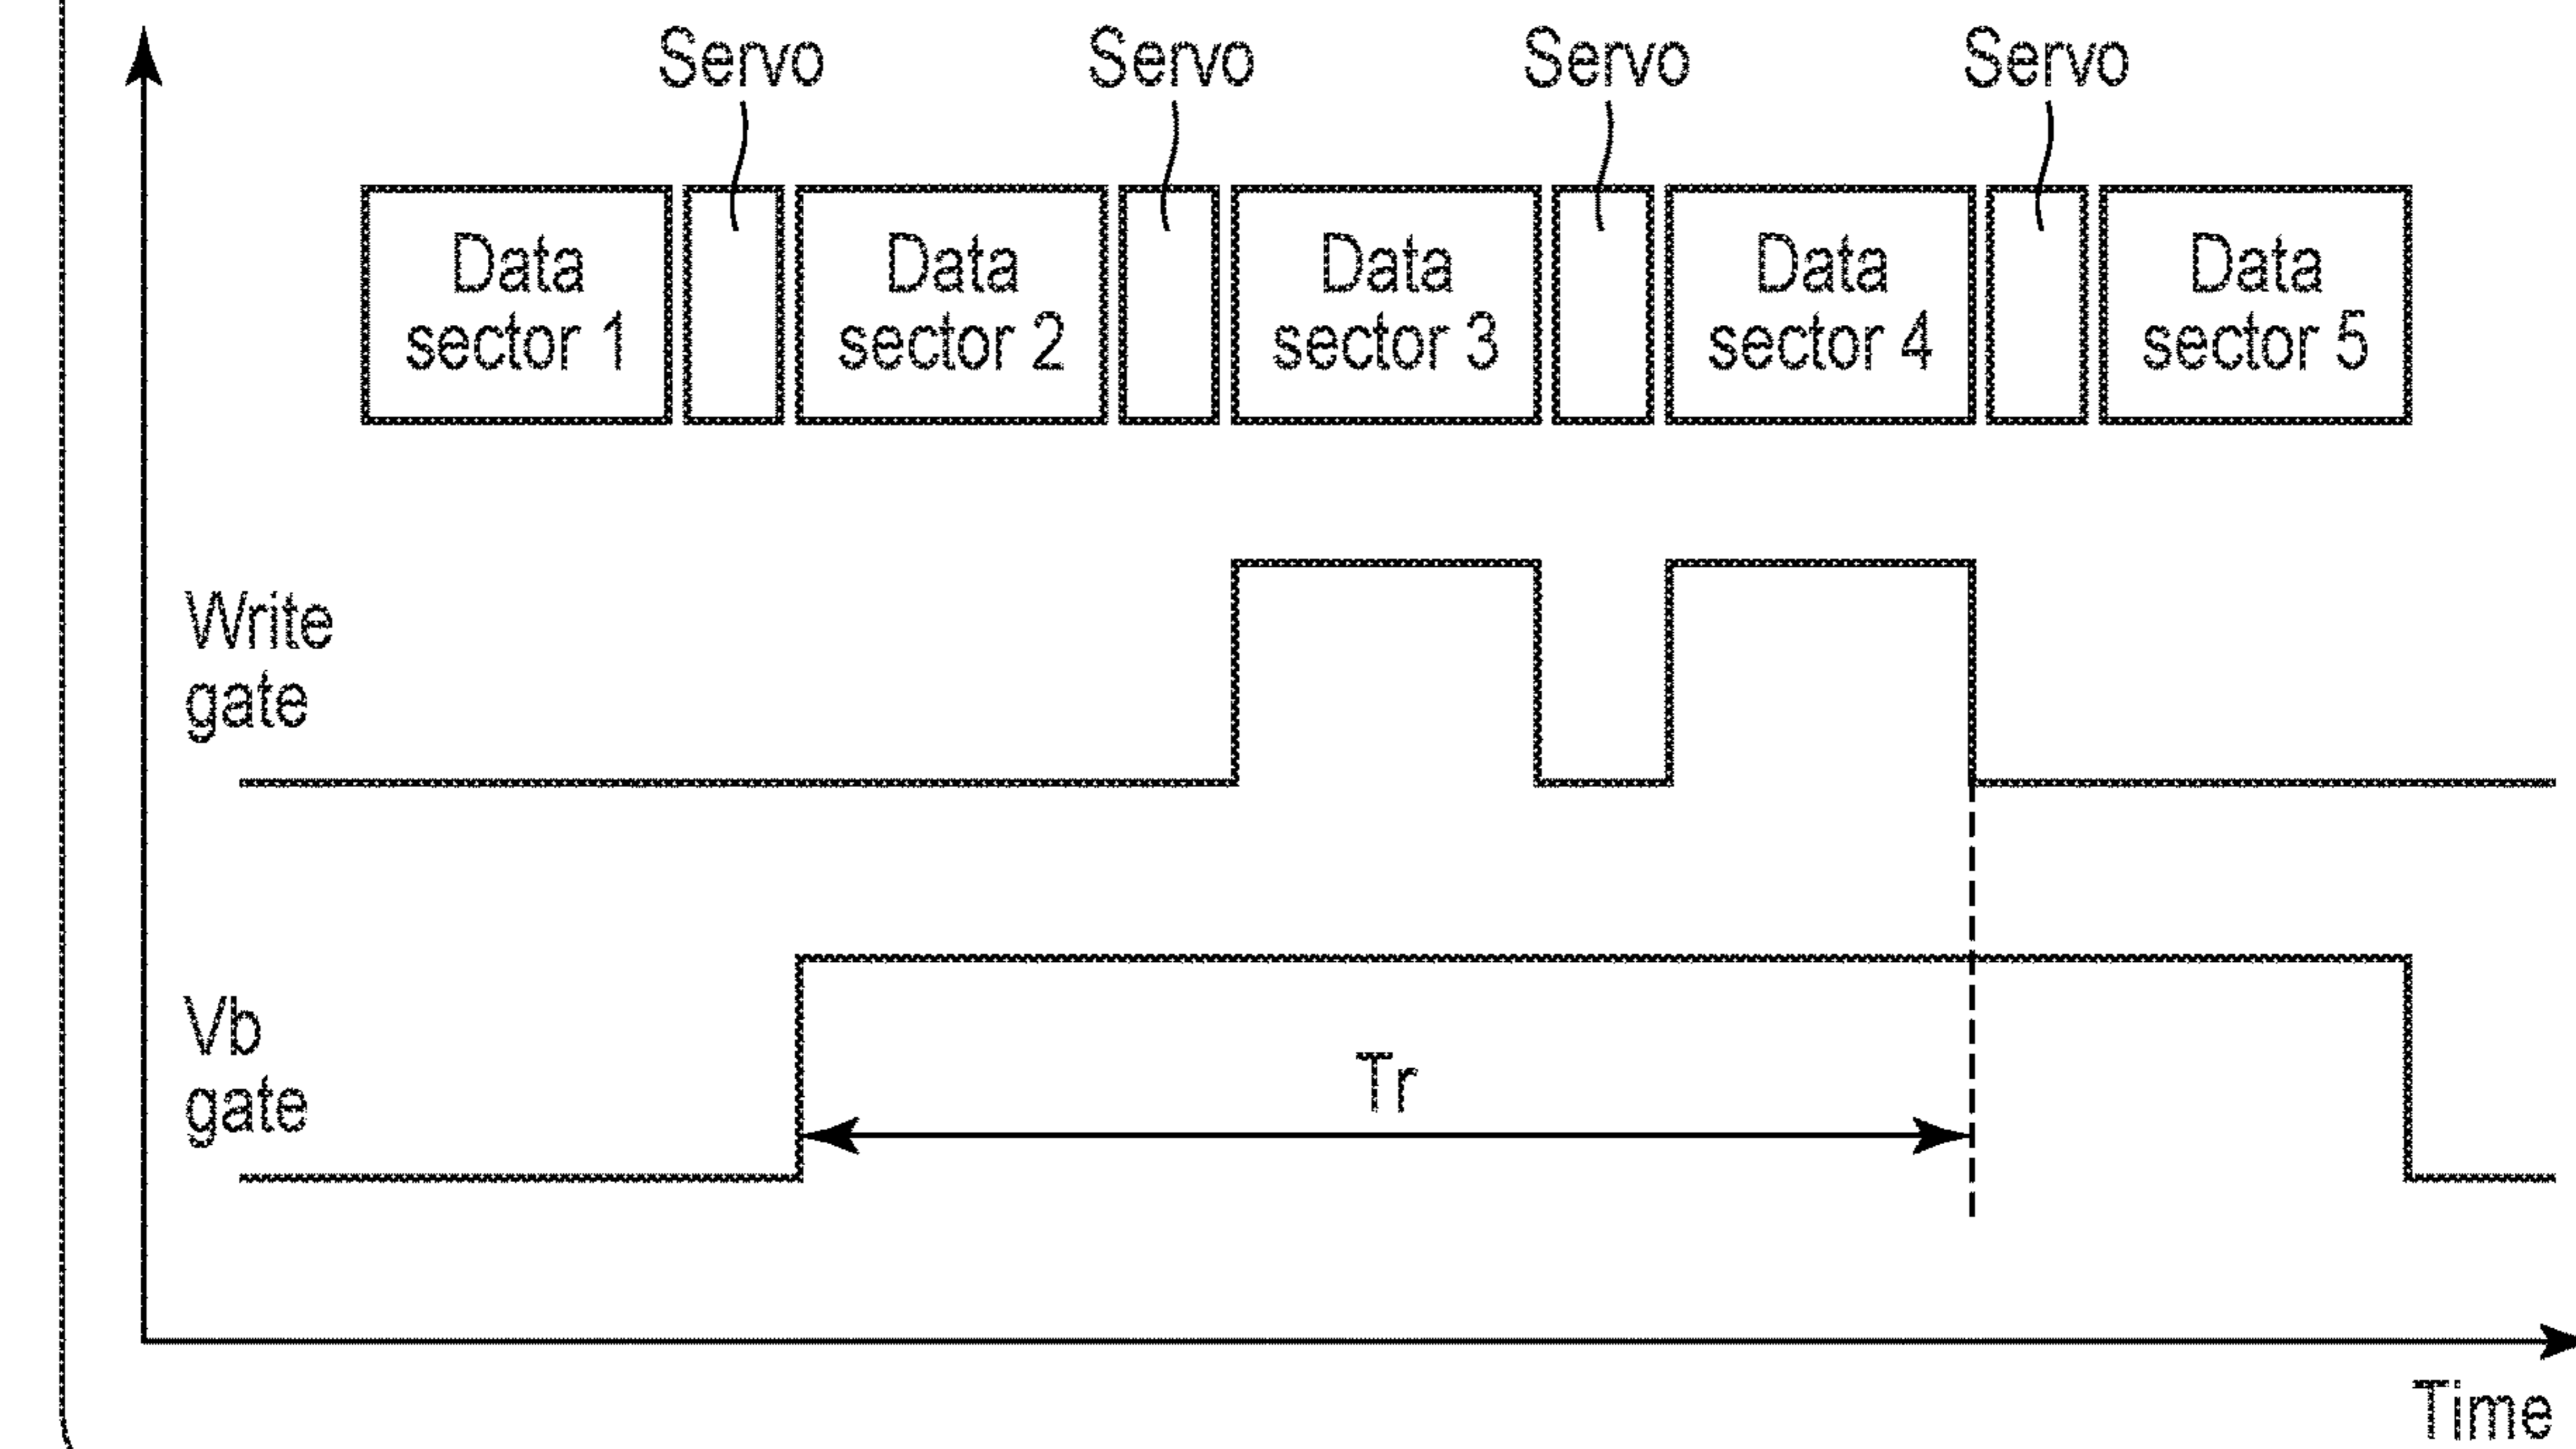 Servo Servo Servo Servo
Data Data Data Data Data
sector 1 sector 2 sector 3 sector 4 sector 5
Write
gate
Vb
gate
Tr
Time